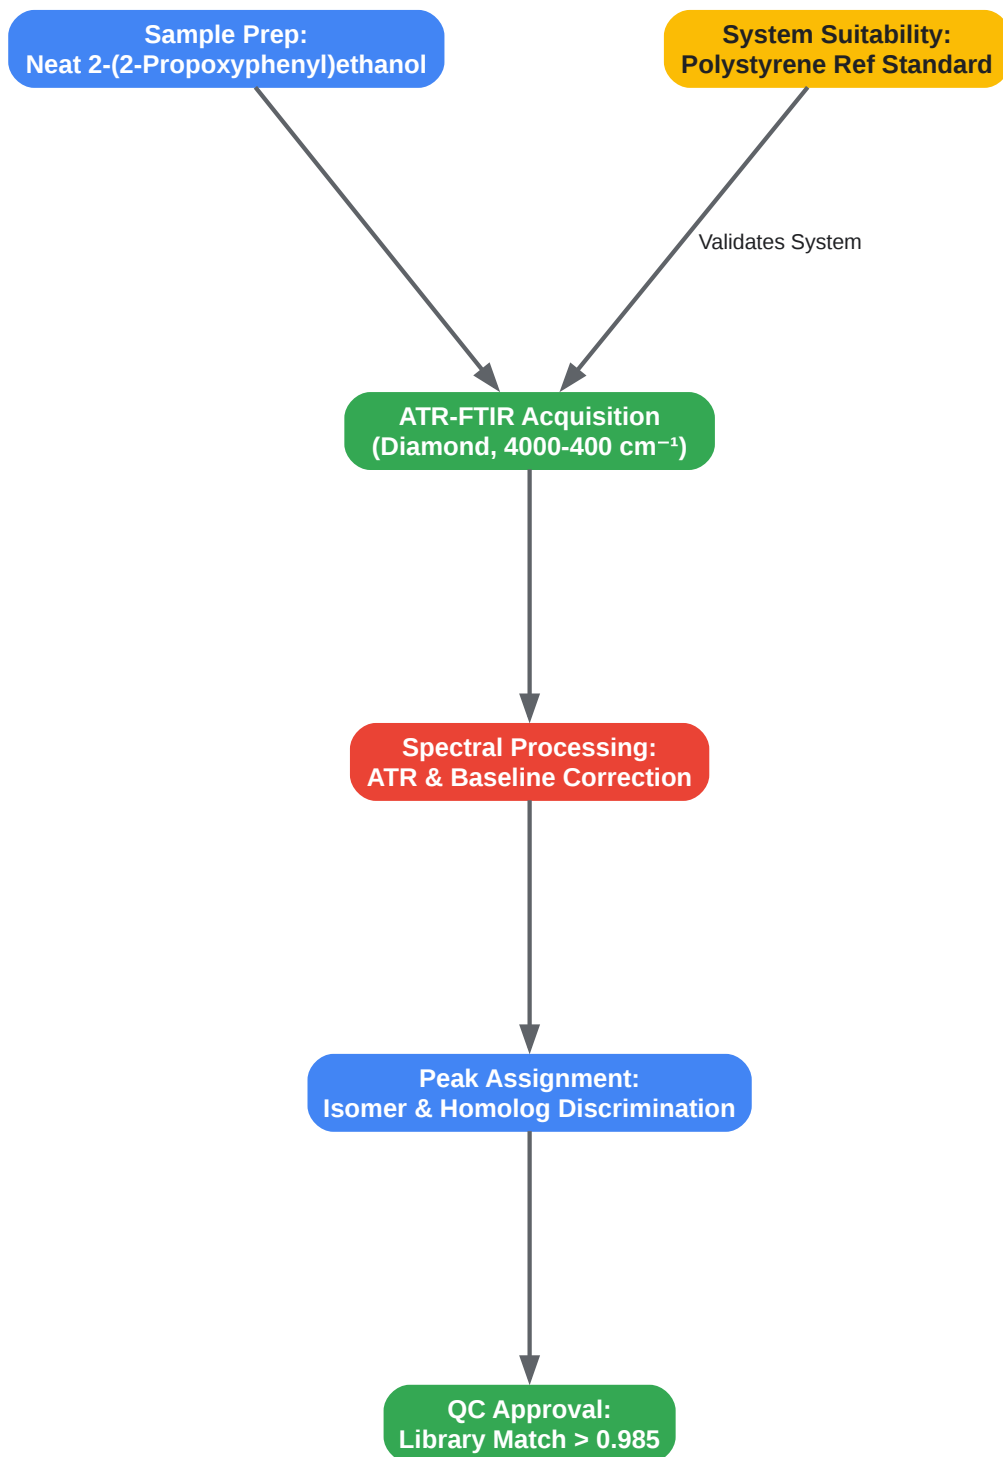 Sample Prep:
Neat 2-(2-Propoxyphenyl)ethanol
System Suitability:
Polystyrene Ref Standard
Validates System
ATR-FTIR Acquisition
(Diamond, 4000-400 cm⁻¹)
Spectral Processing:
ATR & Baseline Correction
Peak Assignment:
Isomer & Homolog Discrimination
QC Approval:
Library Match > 0.985